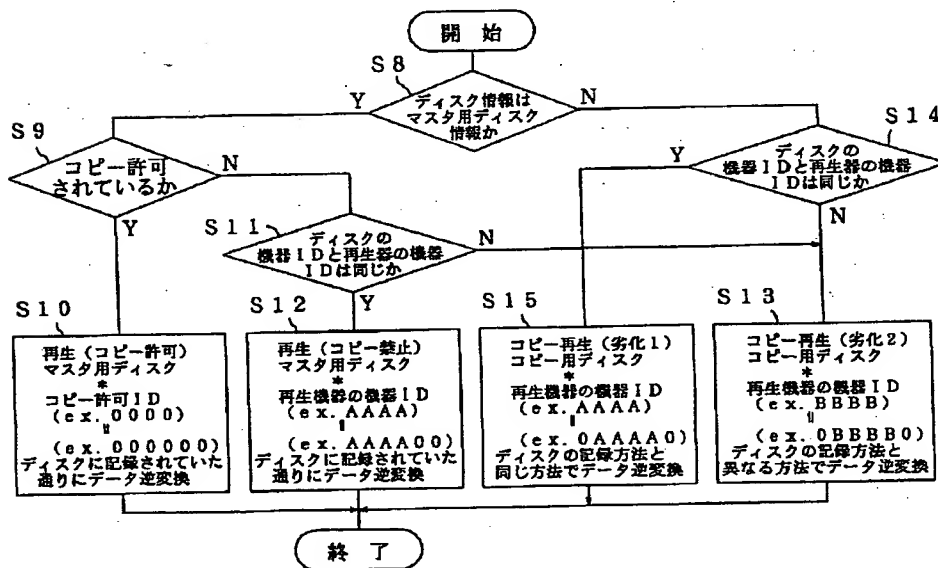 開 始
S8
ディスク情報は
マスタ用ディスク
情報か
Y
N
S9
コピー許可
されているか
N
Y
S14
ディスクの
機器IDと再生器の機器
IDは同じか
Y
N
S11
ディスクの
機器IDと再生器の機器
IDは同じか
N
Y
S10
再生(コピー許可)
マスタ用ディスク
*
コピー許可ID
(ex. 0000)
∥
(ex. 000000)
ディスクに記録されていた
通りにデータ逆変換
S12
再生(コピー禁止)
マスタ用ディスク
*
再生機器の機器ID
(ex. AAAA)
∥
(ex. AAAA00)
ディスクに記録されていた
通りにデータ逆変換
S15
コピー再生(劣化1)
コピー用ディスク
*
再生機器の機器ID
(ex. AAAA)
∥
(ex. 0AAAA0)
ディスクの記録方法と
同じ方法でデータ逆変換
S13
コピー再生(劣化2)
コピー用ディスク
*
再生機器の機器ID
(ex. BBBB)
∥
(ex. 0BBBB0)
ディスクの記録方法と
異なる方法でデータ逆変換
終 了